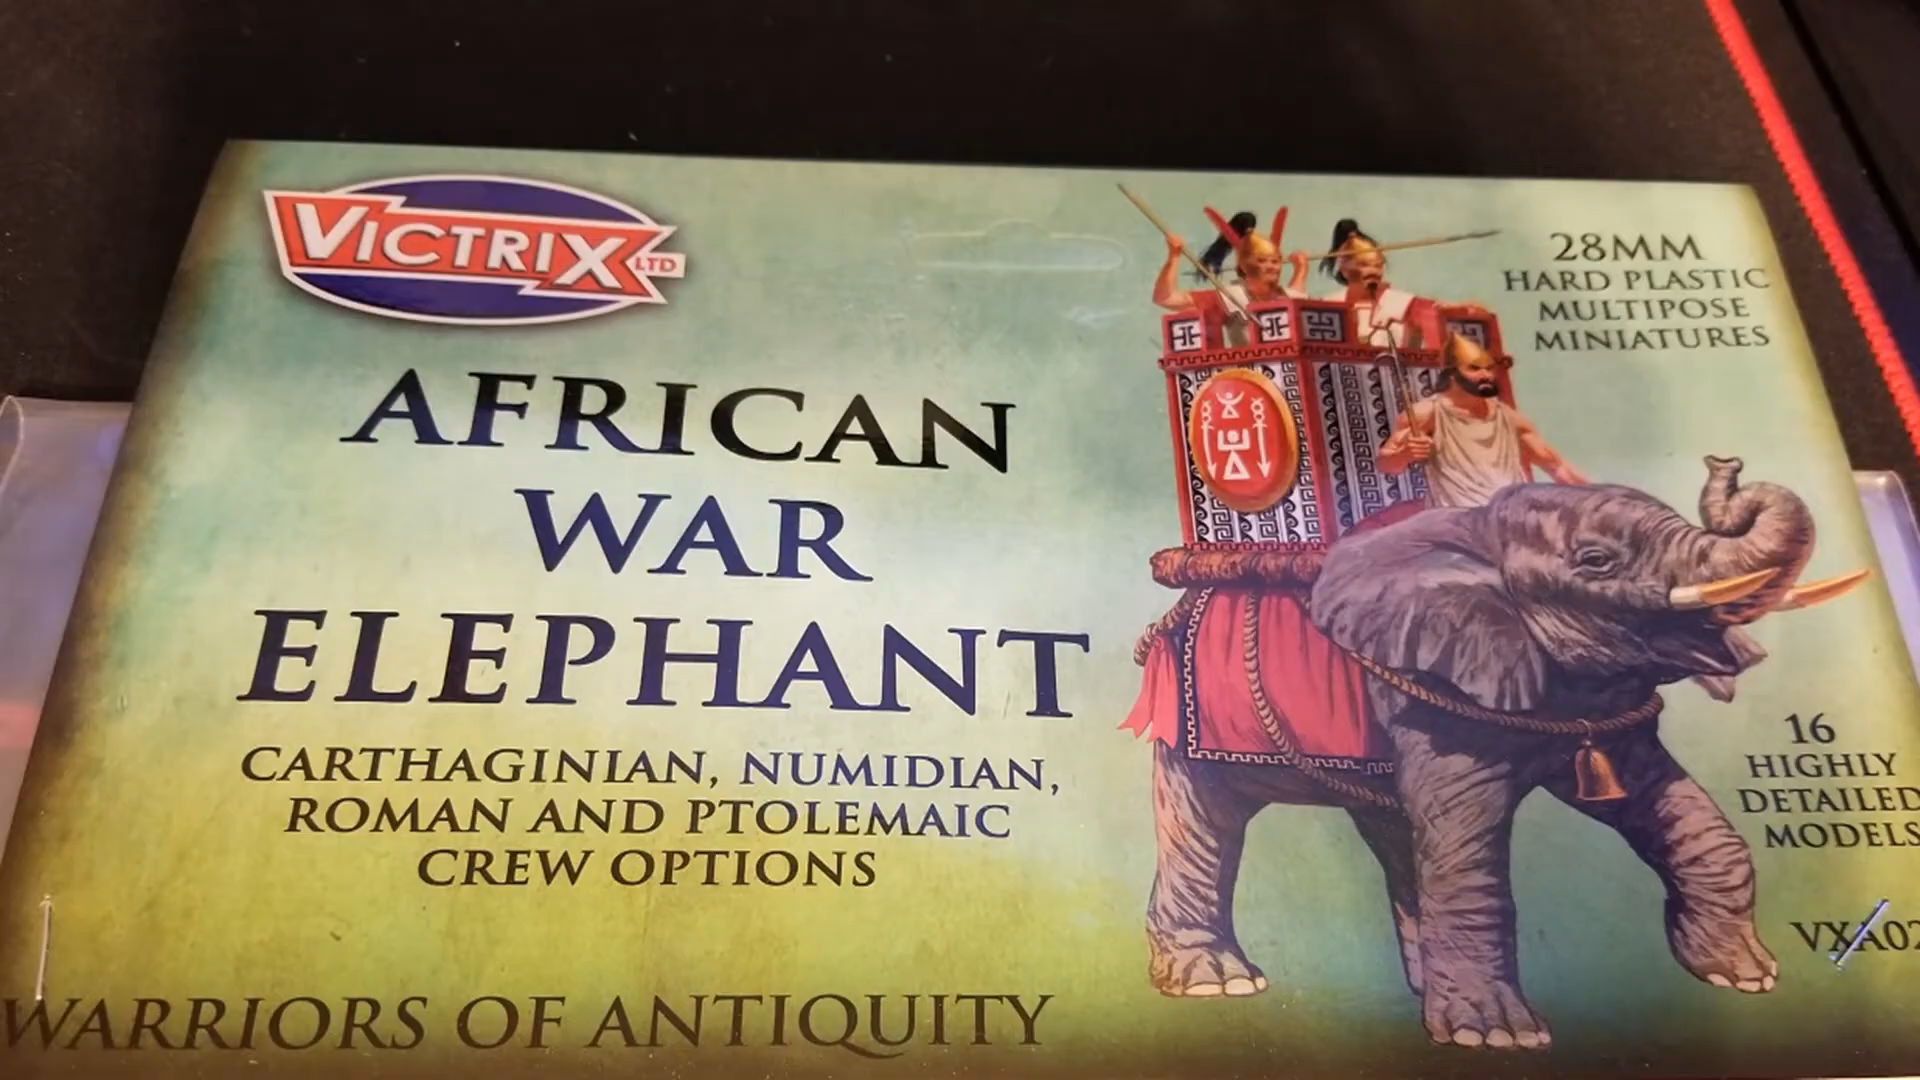 VICTRIX LTD
AFRICAN
WAR
ELEPHANT
CARTHAGINIAN, NUMIDIAN,
ROMAN AND PTOLEMAIC
CREW OPTIONS
WARRIORS OF ANTIQUITY
28MM
HARD PLASTIC
MULTIPOSE
MINIATURES
16
HIGHLY
DETAILED
MODELS